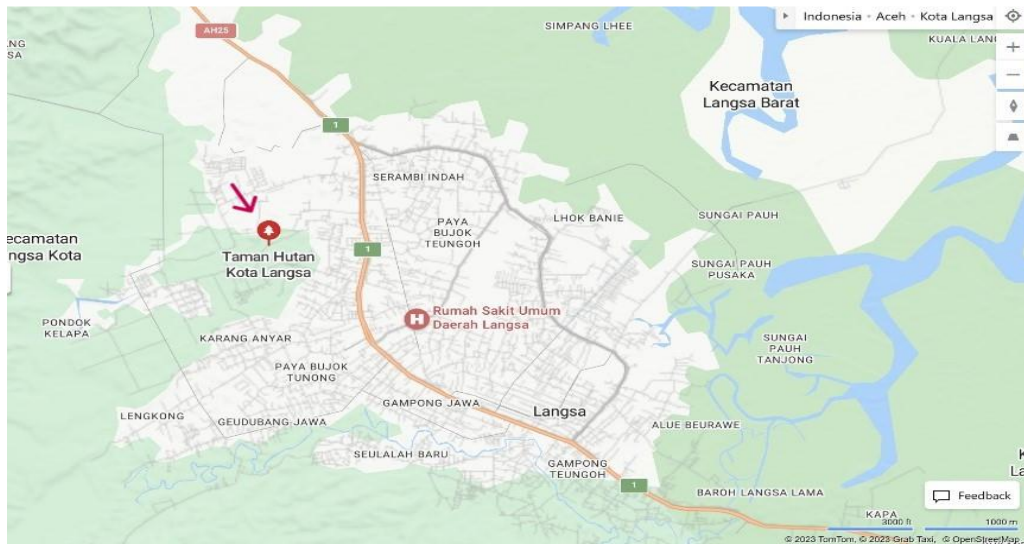 Indonesia · Aceh · Kota Langsa
SIMPANG LHEE
AH25
SA
Kecamatan
Langsa Barat
1
SERAMBI INDAH
PAYA
BUJOK
TEUNGOH
LHOK BANIE
SUNGAI PAUH
ecamatan
ngsa Kota
Taman Hutan
Kota Langsa
1
SUNGAI PAUH
PUSAKA
H
Rumah Sakit Umum
Daerah Langsa
PONDOK
KELAPA
KARANG ANYAR
SUNGAI
PAUH
TANJONG
PAYA BUJOK
TUNONG
GAMPONG JAWA
Langsa
LENGKONG
GEUDUBANG JAWA
ALUE BEURAWE
SEULALAH BARU
GAMPONG
TEUNGOH
1
BAROH LANGSA LAMA
Feedback
KAPA
3000 ft
1000 m
© 2023 TomTom, © 2023 Grab Taxi, © OpenStreetMap